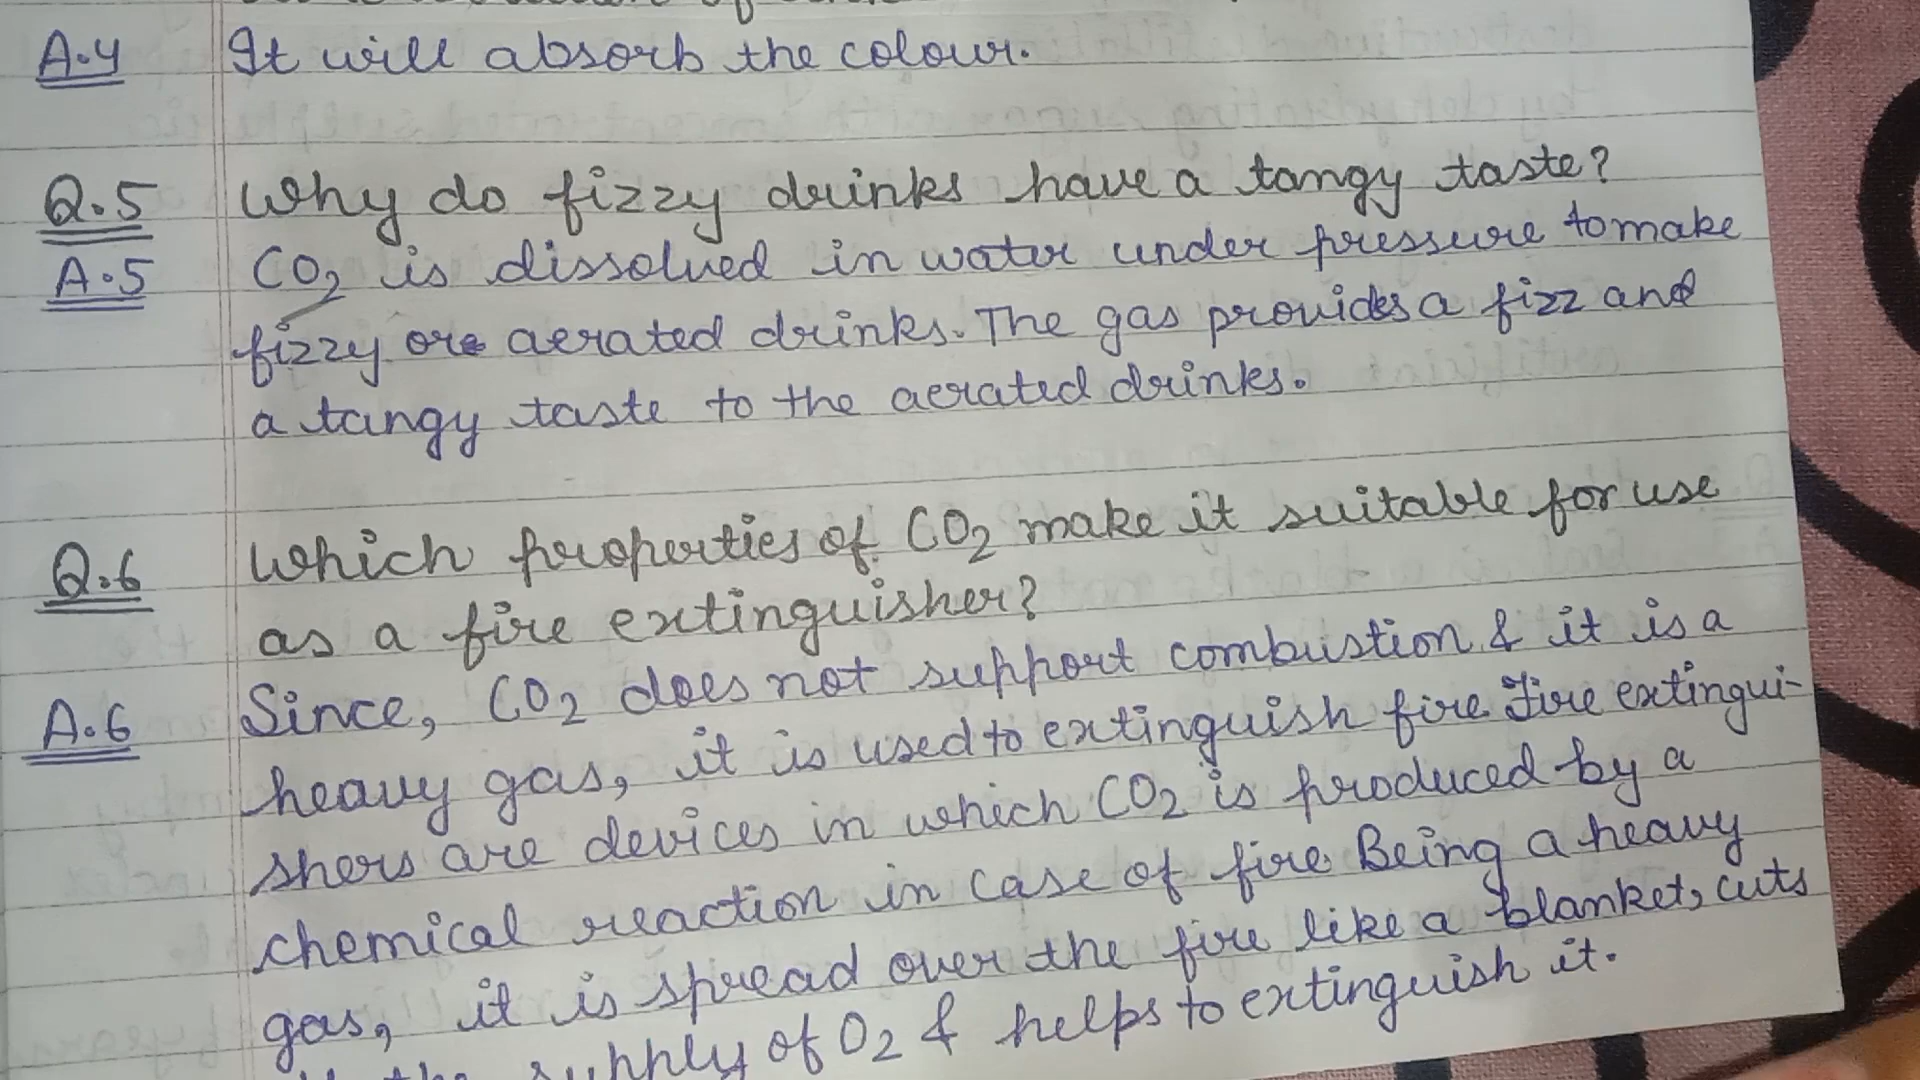 A.4 It will absorb the colour.
Q.5 Why do fizzy drinks have a tangy taste?
A.5 CO2 is dissolved in water under pressure to make
fizzy ore aerated drinks. The gas provides a fizz and
a tangy taste to the aerated drinks.
Q.6 Which properties of CO2 make it suitable for use
as a fire extinguisher?
A.6 Since, CO2 does not support combustion & it is a
heavy gas, it is used to extinguish fire. Fire extingui-
shers are devices in which CO2 is produced by a
chemical reaction in case of fire. Being a heavy
gas, it is spread over the fire like a blanket, cuts
the supply of O2 & helps to extinguish it.